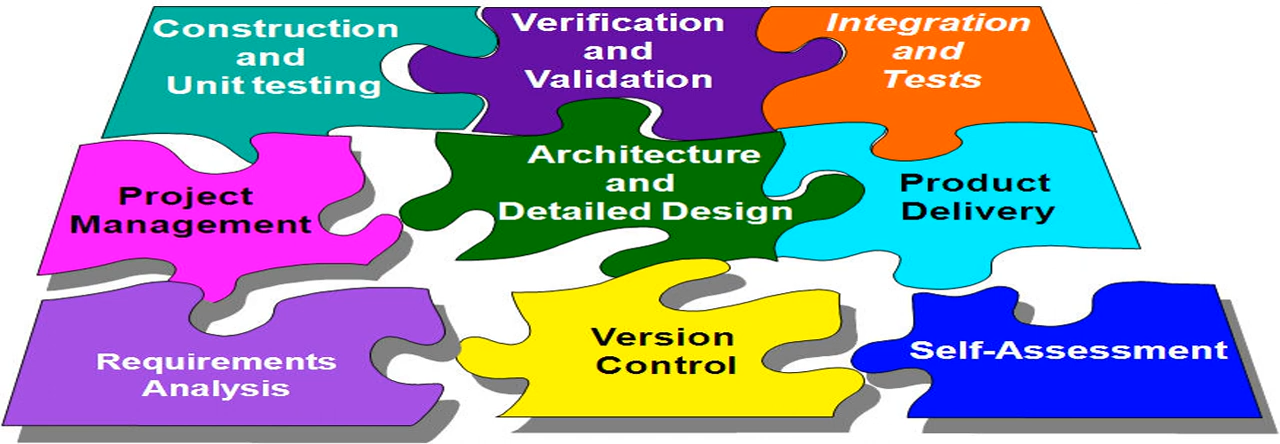 Construction
and
Unit testing
Verification
and
Validation
Integration
and
Tests
Project
Management
Architecture
and
Detailed Design
Product
Delivery
Requirements
Analysis
Version
Control
Self-Assessment